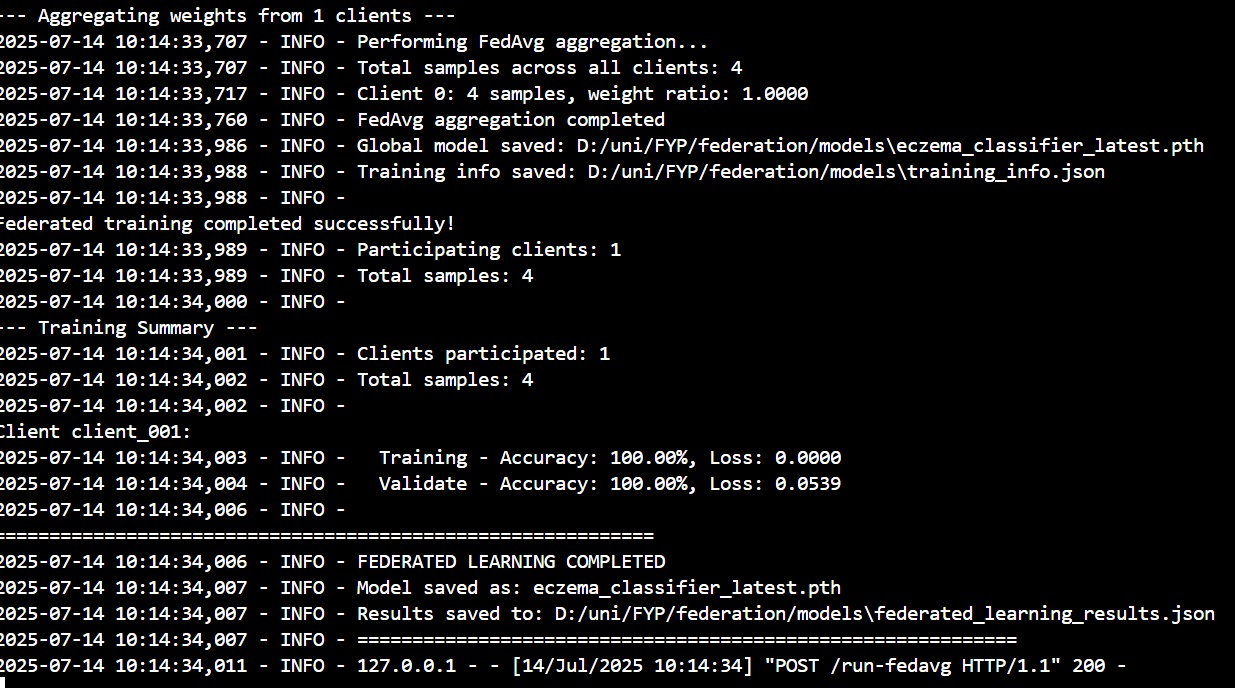 --- Aggregating weights from 1 clients ---
2025-07-14 10:14:33,707 - INFO - Performing FedAvg aggregation...
2025-07-14 10:14:33,707 - INFO - Total samples across all clients: 4
2025-07-14 10:14:33,717 - INFO - Client 0: 4 samples, weight ratio: 1.0000
2025-07-14 10:14:33,760 - INFO - FedAvg aggregation completed
2025-07-14 10:14:33,986 - INFO - Global model saved: D:/uni/FYP/federation/models\eczema_classifier_latest.pth
2025-07-14 10:14:33,988 - INFO - Training info saved: D:/uni/FYP/federation/models\training_info.json
2025-07-14 10:14:33,988 - INFO -
Federated training completed successfully!
2025-07-14 10:14:33,989 - INFO - Participating clients: 1
2025-07-14 10:14:33,989 - INFO - Total samples: 4
2025-07-14 10:14:34,000 - INFO -
--- Training Summary ---
2025-07-14 10:14:34,001 - INFO - Clients participated: 1
2025-07-14 10:14:34,002 - INFO - Total samples: 4
2025-07-14 10:14:34,002 - INFO -
Client client_001:
2025-07-14 10:14:34,003 - INFO -   Training - Accuracy: 100.00%, Loss: 0.0000
2025-07-14 10:14:34,004 - INFO -   Validate - Accuracy: 100.00%, Loss: 0.0539
2025-07-14 10:14:34,006 - INFO -
============================================================
2025-07-14 10:14:34,006 - INFO - FEDERATED LEARNING COMPLETED
2025-07-14 10:14:34,007 - INFO - Model saved as: eczema_classifier_latest.pth
2025-07-14 10:14:34,007 - INFO - Results saved to: D:/uni/FYP/federation/models\federated_learning_results.json
2025-07-14 10:14:34,007 - INFO - ============================================================
2025-07-14 10:14:34,011 - INFO - 127.0.0.1 - - [14/Jul/2025 10:14:34] "POST /run-fedavg HTTP/1.1" 200 -